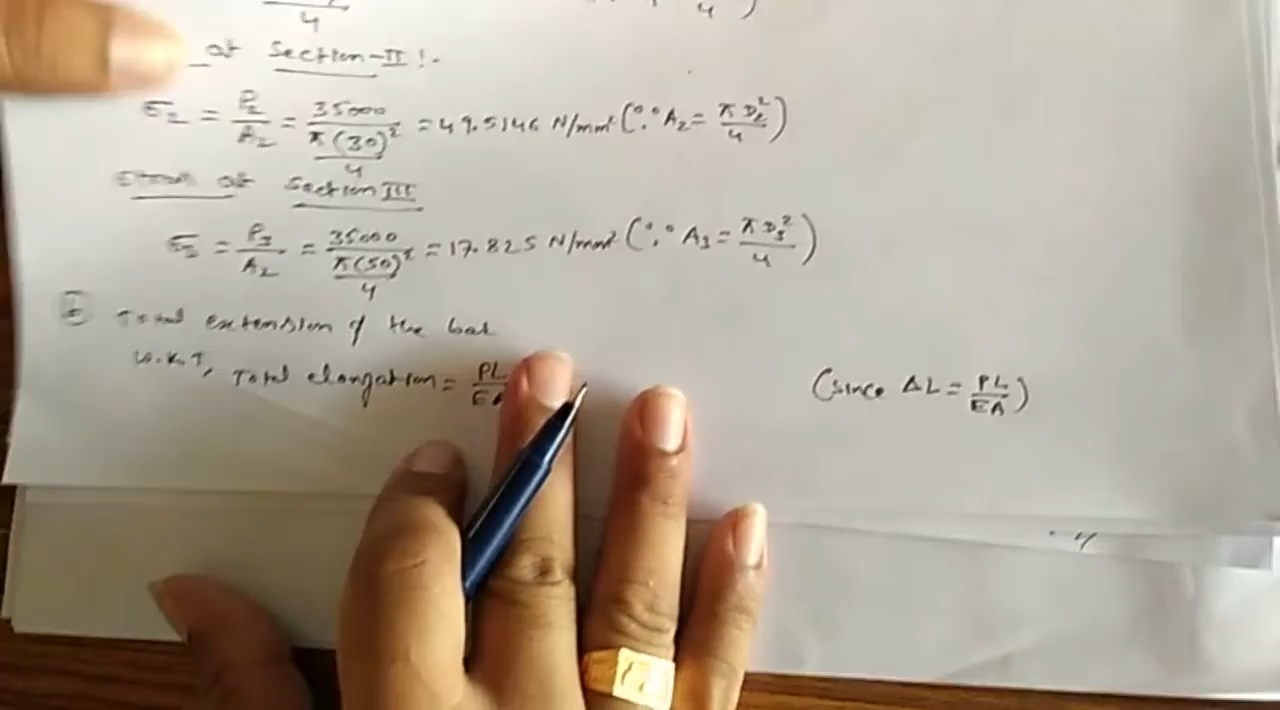 4 4 )
at Section-II :-
σ2 = P2/A2 = 35000/(π(30)²/4) = 49.5146 N/mm² (∵ A2 = πD2²/4)
Stress at Section III
σ3 = P3/A2 = 35000/(π(50)²/4) = 17.825 N/mm² (∵ A3 = πD3²/4)
Total extension of the bar
W.K.T, Total elongation = PL/EA (since ΔL = PL/EA)